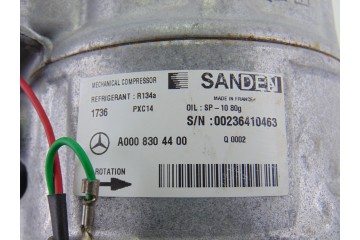 MECHANICAL COMPRESSOR SANDEN
REFRIGERANT : R134a MADE IN FRANCE
1736 PXC14 OIL : SP-10 80g
S/N : 00236410463
A000 830 44 00 Q 0002
ROTATION